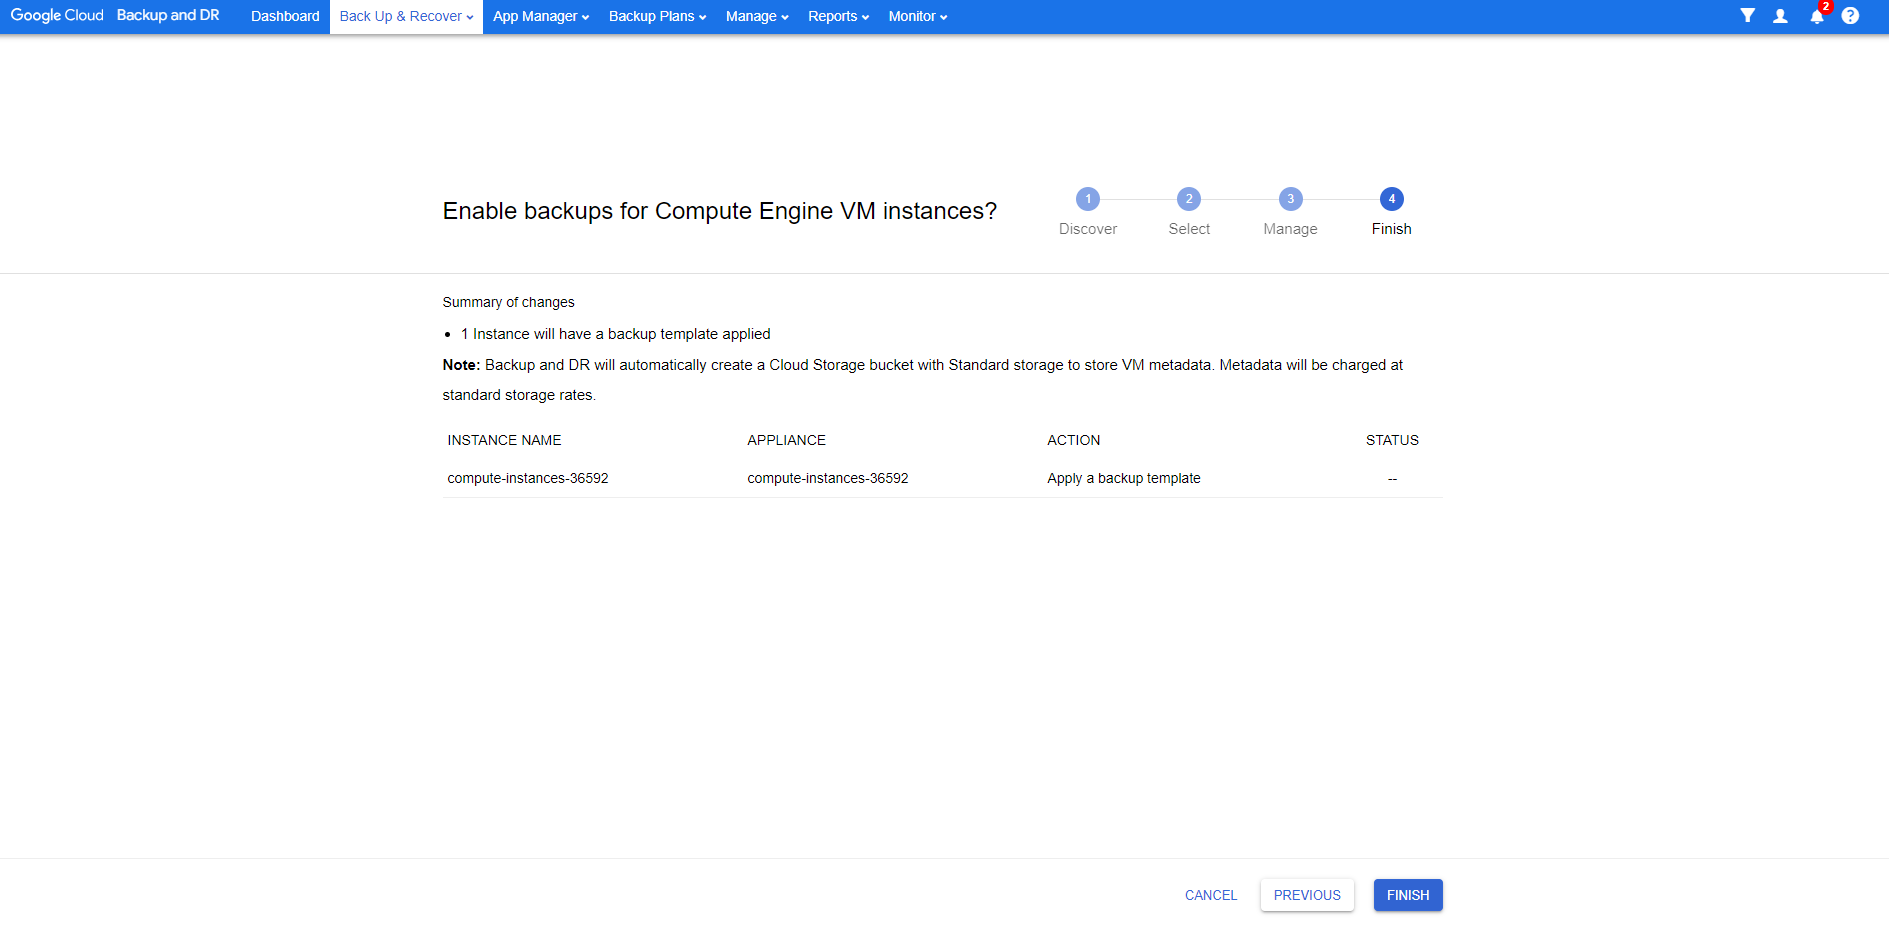 Google Cloud Backup and DR Dashboard Back Up & Recover App Manager Backup Plans Manage Reports Monitor 2 ?
Enable backups for Compute Engine VM instances?
1 2 3 4
Discover Select Manage Finish
Summary of changes
• 1 Instance will have a backup template applied
Note: Backup and DR will automatically create a Cloud Storage bucket with Standard storage to store VM metadata. Metadata will be charged at
standard storage rates.
INSTANCE NAME APPLIANCE ACTION STATUS
compute-instances-36592 compute-instances-36592 Apply a backup template --
CANCEL PREVIOUS FINISH